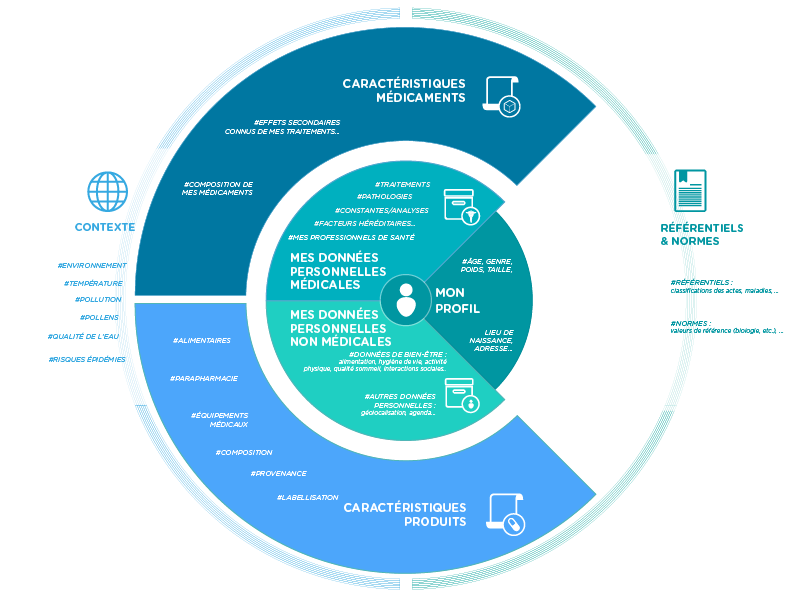 CARACTÉRISTIQUES
MÉDICAMENTS
#EFFETS SECONDAIRES
CONNUS DE MES TRAITEMENTS...
#COMPOSITION DE
MES MÉDICAMENTS
CONTEXTE
#ENVIRONNEMENT
#TEMPÉRATURE
#POLLUTION
#POLLENS
#QUALITÉ DE L'EAU
#RISQUES ÉPIDÉMIES
#TRAITEMENTS
#PATHOLOGIES
#CONSTANTES/ANALYSES
#FACTEURS HÉRÉDITAIRES...
#MES PROFESSIONNELS DE SANTÉ
MES DONNÉES
PERSONNELLES
MÉDICALES
#ÂGE, GENRE,
POIDS, TAILLE,
MON
PROFIL
LIEU DE
NAISSANCE,
ADRESSE...
MES DONNÉES
PERSONNELLES
NON MÉDICALES
#DONNÉES DE BIEN-ÊTRE :
alimentation, hygiène de vie, activité
physique, qualité sommeil, interactions sociales..
#AUTRES DONNÉES
PERSONNELLES :
géolocalisation, agenda...
RÉFÉRENTIELS
& NORMES
#RÉFÉRENTIELS :
classifications des actes, maladies, ...
#NORMES :
valeurs de référence (biologie, etc.), ...
#ALIMENTAIRES
#PARAPHARMACIE
#ÉQUIPEMENTS
MÉDICAUX
#COMPOSITION
#PROVENANCE
#LABELLISATION
CARACTÉRISTIQUES
PRODUITS